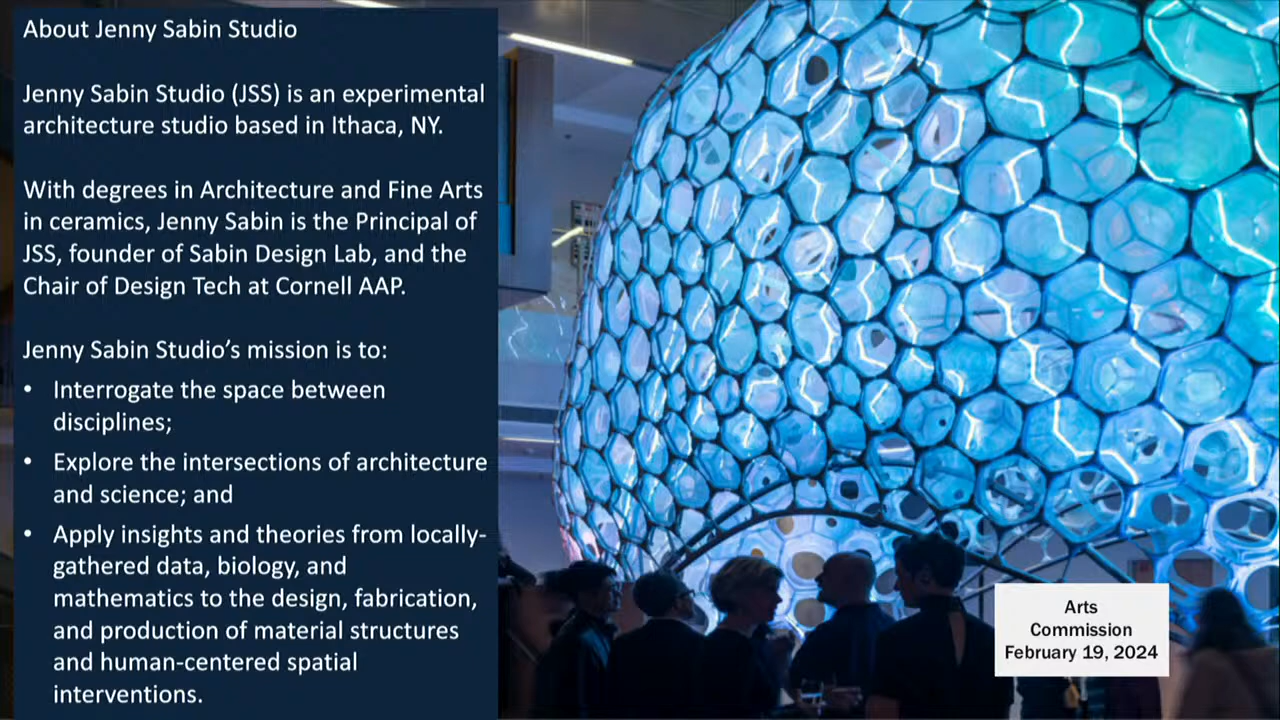 About Jenny Sabin Studio
Jenny Sabin Studio (JSS) is an experimental
architecture studio based in Ithaca, NY.
With degrees in Architecture and Fine Arts
in ceramics, Jenny Sabin is the Principal of
JSS, founder of Sabin Design Lab, and the
Chair of Design Tech at Cornell AAP.
Jenny Sabin Studio’s mission is to:
• Interrogate the space between
disciplines;
• Explore the intersections of architecture
and science; and
• Apply insights and theories from locally-
gathered data, biology, and
mathematics to the design, fabrication,
and production of material structures
and human-centered spatial
interventions.
Arts
Commission
February 19, 2024